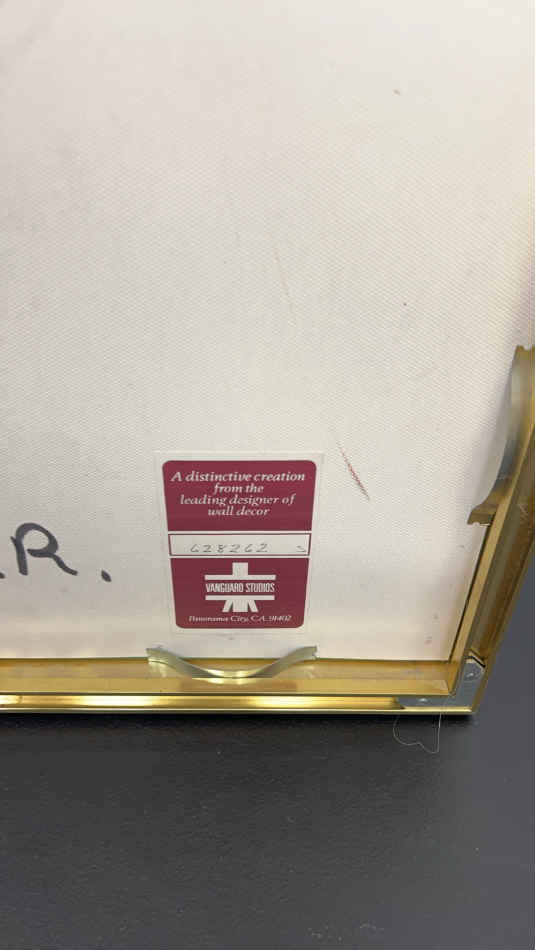 A distinctive creation
from the
leading designer of
wall decor
628262 S
R.
VANGUARD STUDIOS
Panorama City, CA. 91402